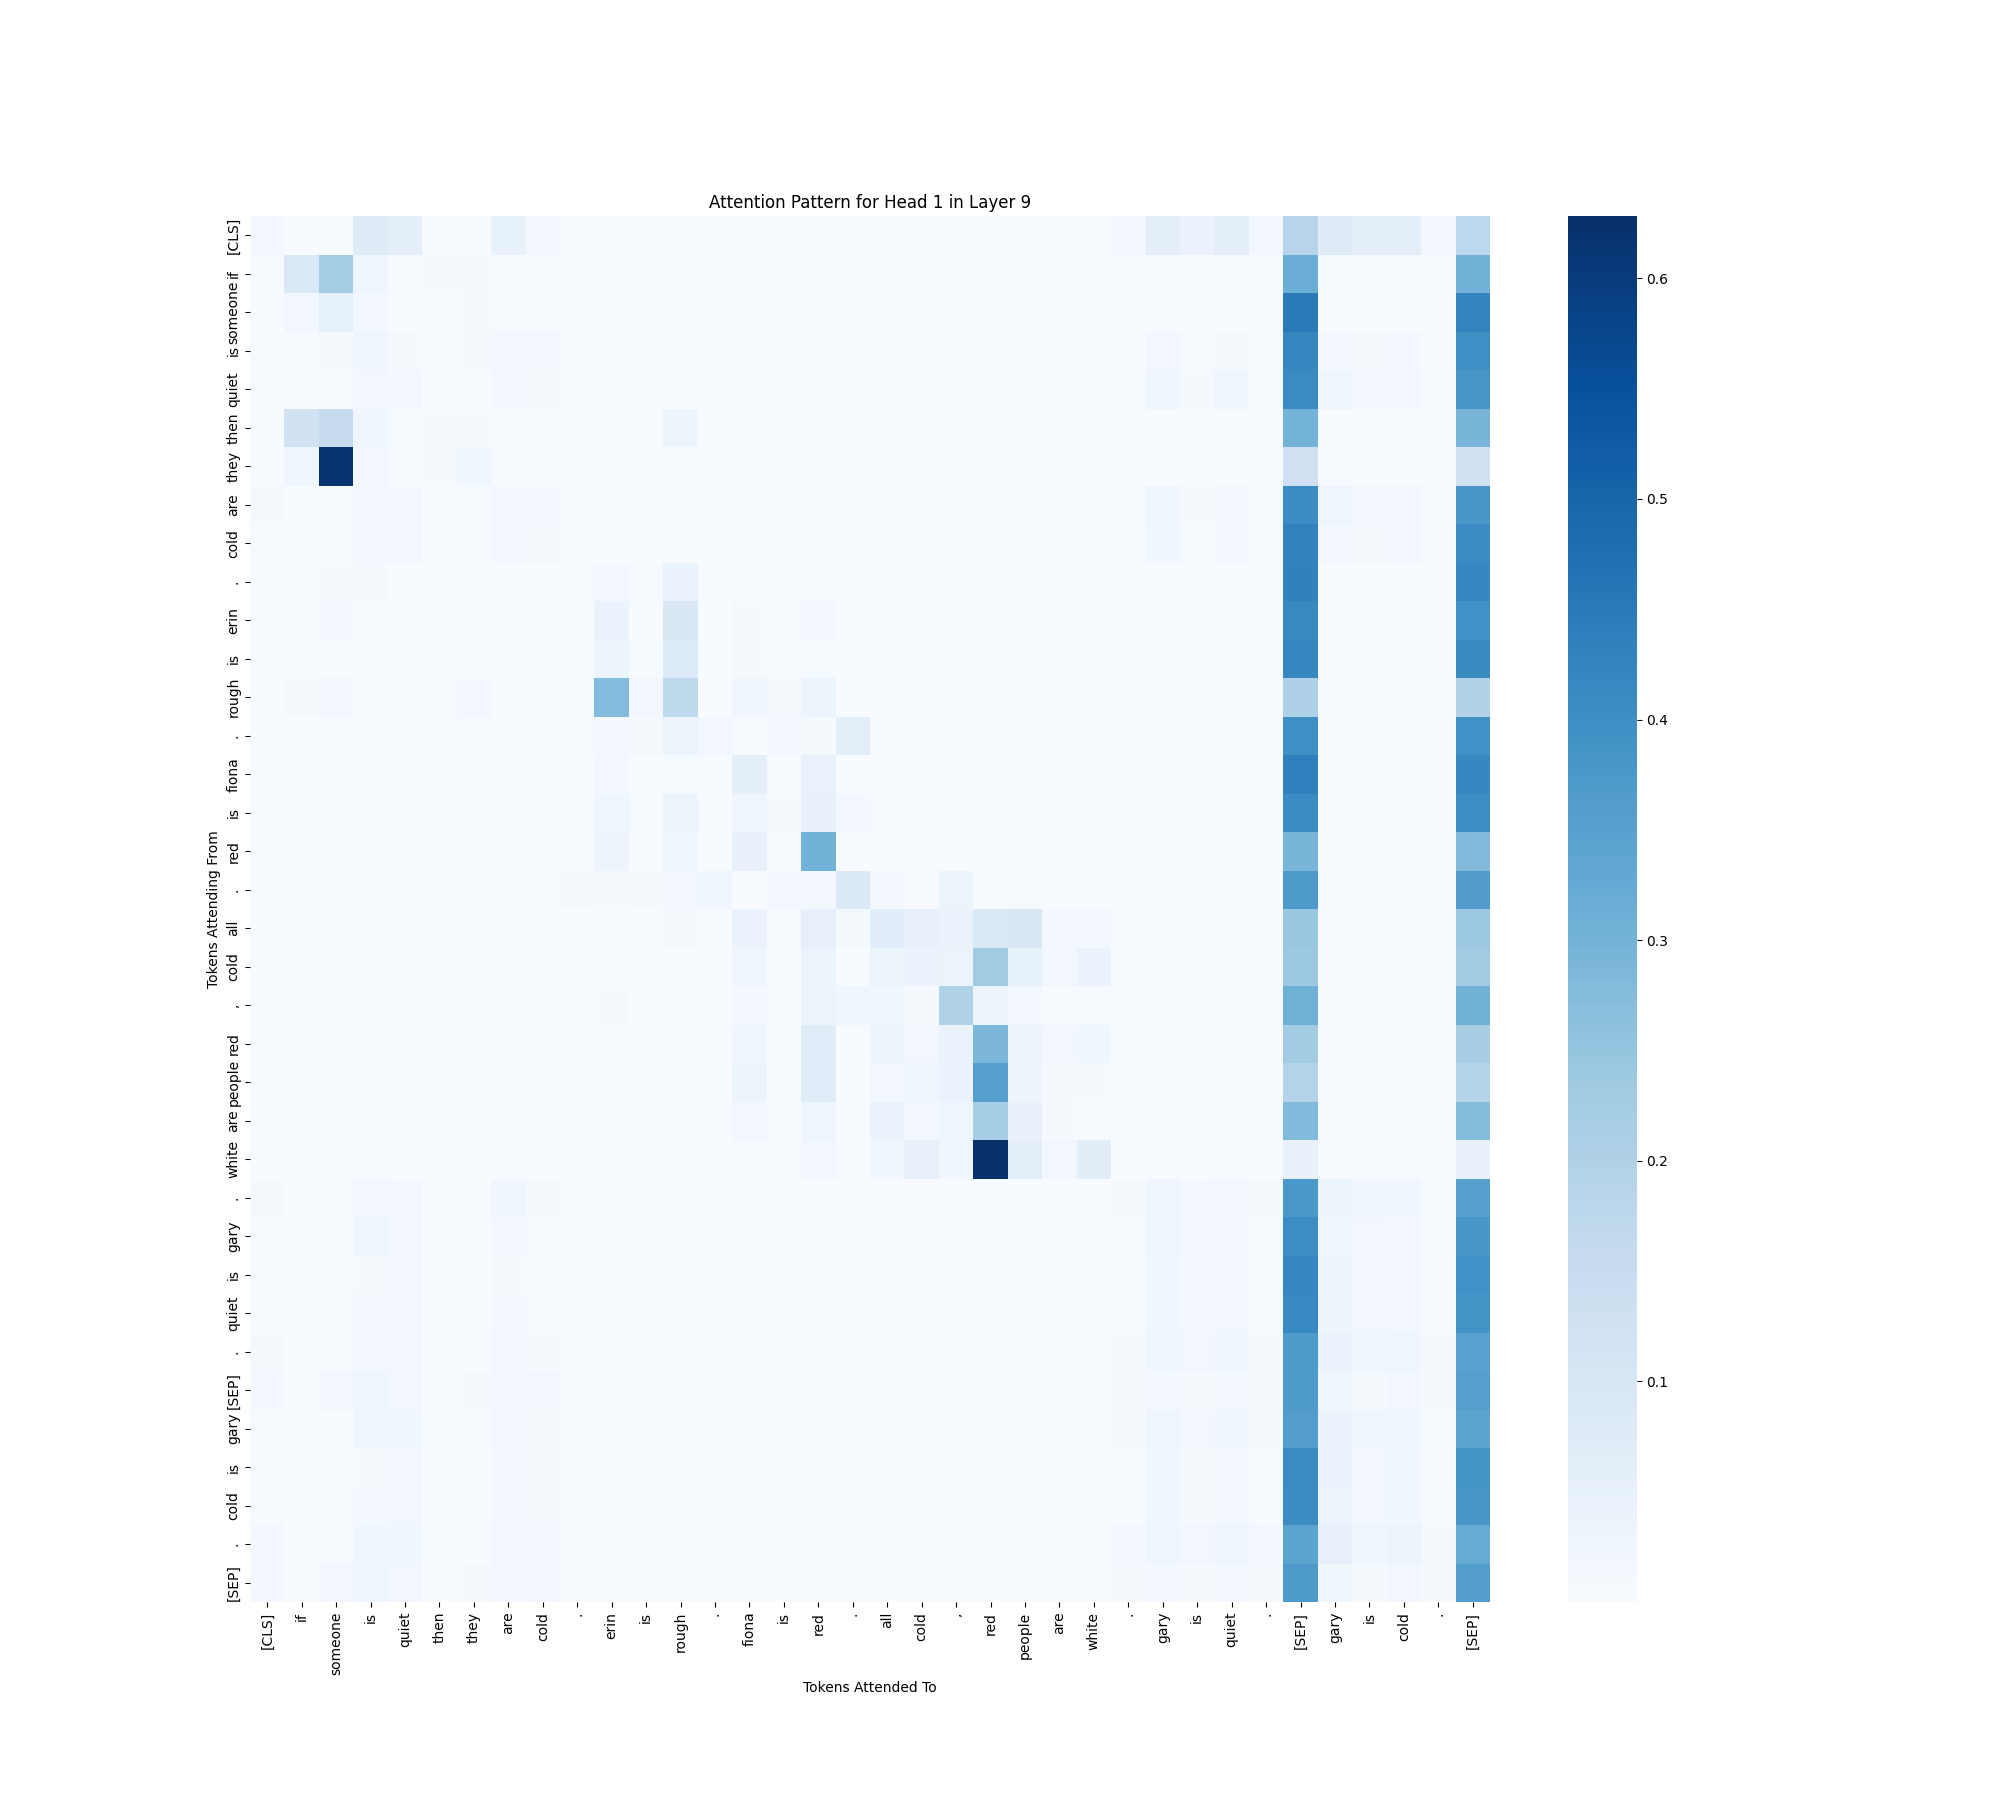 Attention Pattern for Head 1 in Layer 9
Tokens Attending From
[CLS]
if
someone
is
quiet
then
they
are
cold
.
erin
is
rough
.
fiona
is
red
.
all
cold
,
red
people
are
white
.
gary
is
quiet
.
[SEP]
gary
is
cold
.
[SEP]
[CLS] if someone is quiet then they are cold . erin is rough . fiona is red . all cold , red people are white . gary is quiet . [SEP] gary is cold . [SEP]
Tokens Attended To
0.6
0.5
0.4
0.3
0.2
0.1